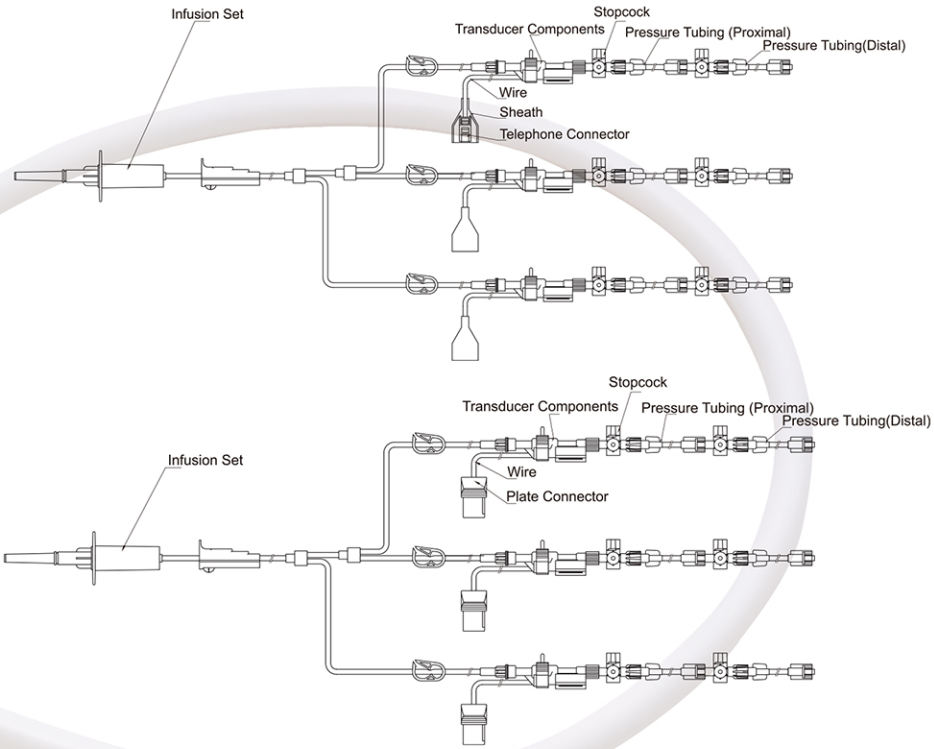 Infusion Set
Stopcock
Transducer Components
Pressure Tubing (Proximal)
Pressure Tubing(Distal)
Wire
Sheath
Telephone Connector
Stopcock
Transducer Components
Pressure Tubing (Proximal)
Pressure Tubing(Distal)
Infusion Set
Wire
Plate Connector